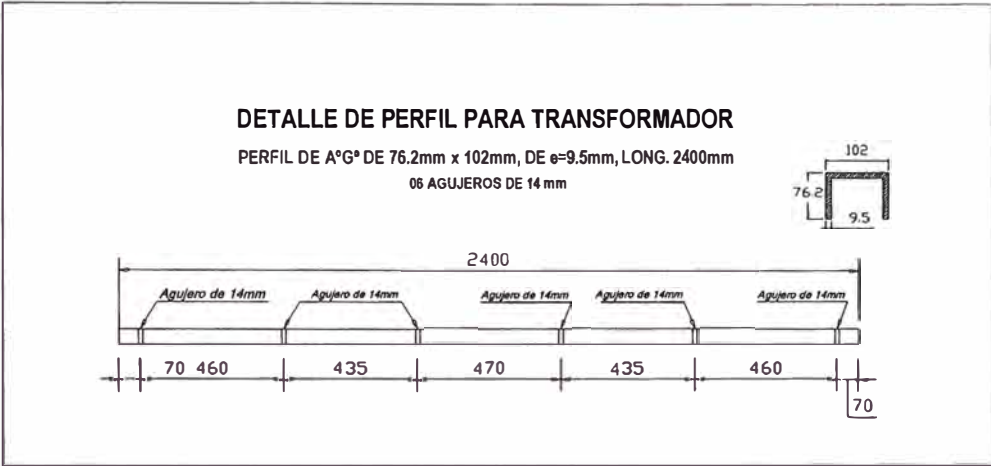 DETALLE DE PERFIL PARA TRANSFORMADOR
PERFIL DE A°G° DE 76.2mm x 102mm, DE e=9.5mm, LONG. 2400mm
06 AGUJEROS DE 14 mm
102
76.2
9.5
2400
Agujero de 14mm Agujero de 14mm Agujero de 14mm Agujero de 14mm Agujero de 14mm
70 460 435 470 435 460
70